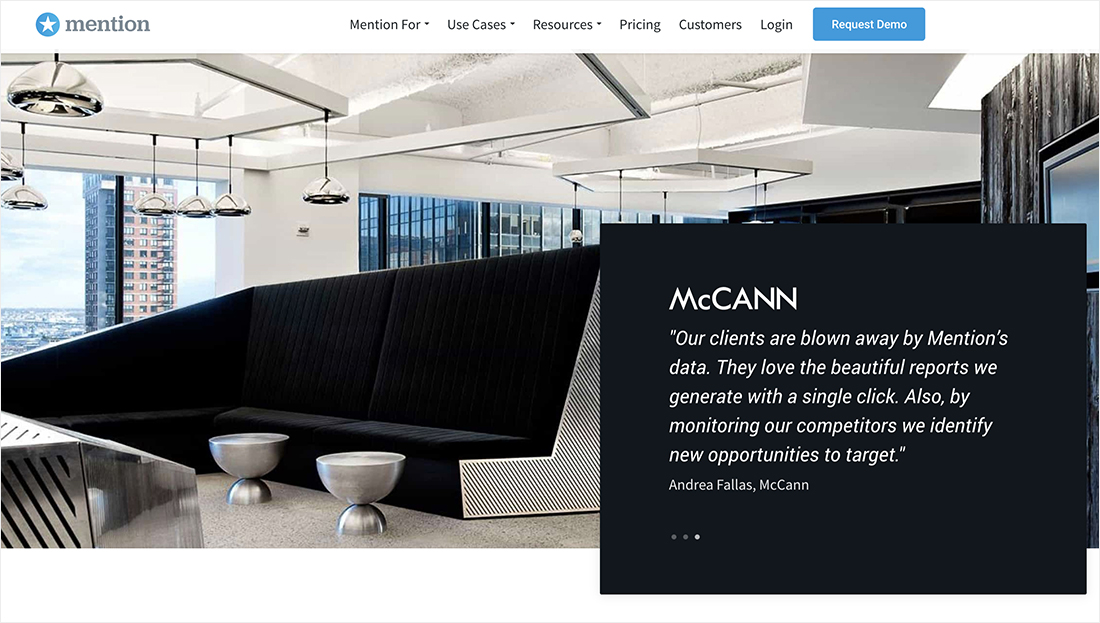 mention
Mention For
Use Cases
Resources
Pricing
Customers
Login
Request Demo
McCANN
"Our clients are blown away by Mention’s
data. They love the beautiful reports we
generate with a single click. Also, by
monitoring our competitors we identify
new opportunities to target."
Andrea Fallas, McCann